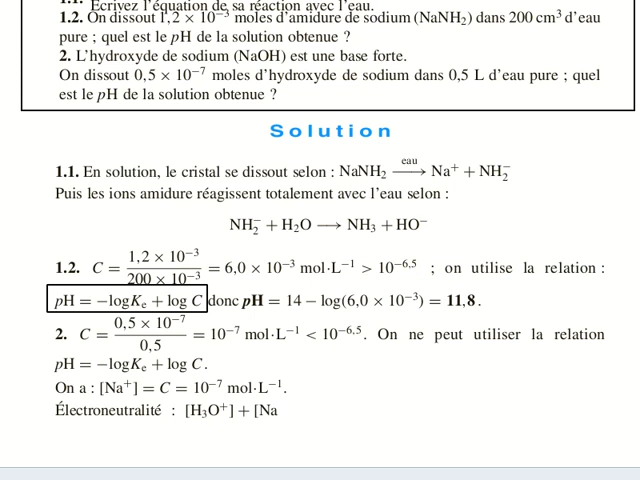 1.1. Écrivez l'équation de sa réaction avec l'eau.
1.2. On dissout 1,2 × 10⁻³ moles d'amidure de sodium (NaNH₂) dans 200 cm³ d'eau
pure ; quel est le pH de la solution obtenue ?
2. L'hydroxyde de sodium (NaOH) est une base forte.
On dissout 0,5 × 10⁻⁷ moles d'hydroxyde de sodium dans 0,5 L d'eau pure ; quel
est le pH de la solution obtenue ?
Solution
1.1. En solution, le cristal se dissout selon : NaNH₂ —eau→ Na⁺ + NH₂⁻
Puis les ions amidure réagissent totalement avec l'eau selon :
NH₂⁻ + H₂O ⟶ NH₃ + HO⁻
1.2. C = (1,2 × 10⁻³)/(200 × 10⁻³) = 6,0 × 10⁻³ mol·L⁻¹ > 10⁻⁶·⁵ ; on utilise la relation :
pH = −logKₑ + log C donc pH = 14 − log(6,0 × 10⁻³) = 11,8.
2. C = (0,5 × 10⁻⁷)/(0,5) = 10⁻⁷ mol·L⁻¹ < 10⁻⁶·⁵. On ne peut utiliser la relation
pH = −logKₑ + log C.
On a : [Na⁺] = C = 10⁻⁷ mol·L⁻¹.
Électroneutralité : [H₃O⁺] + [Na